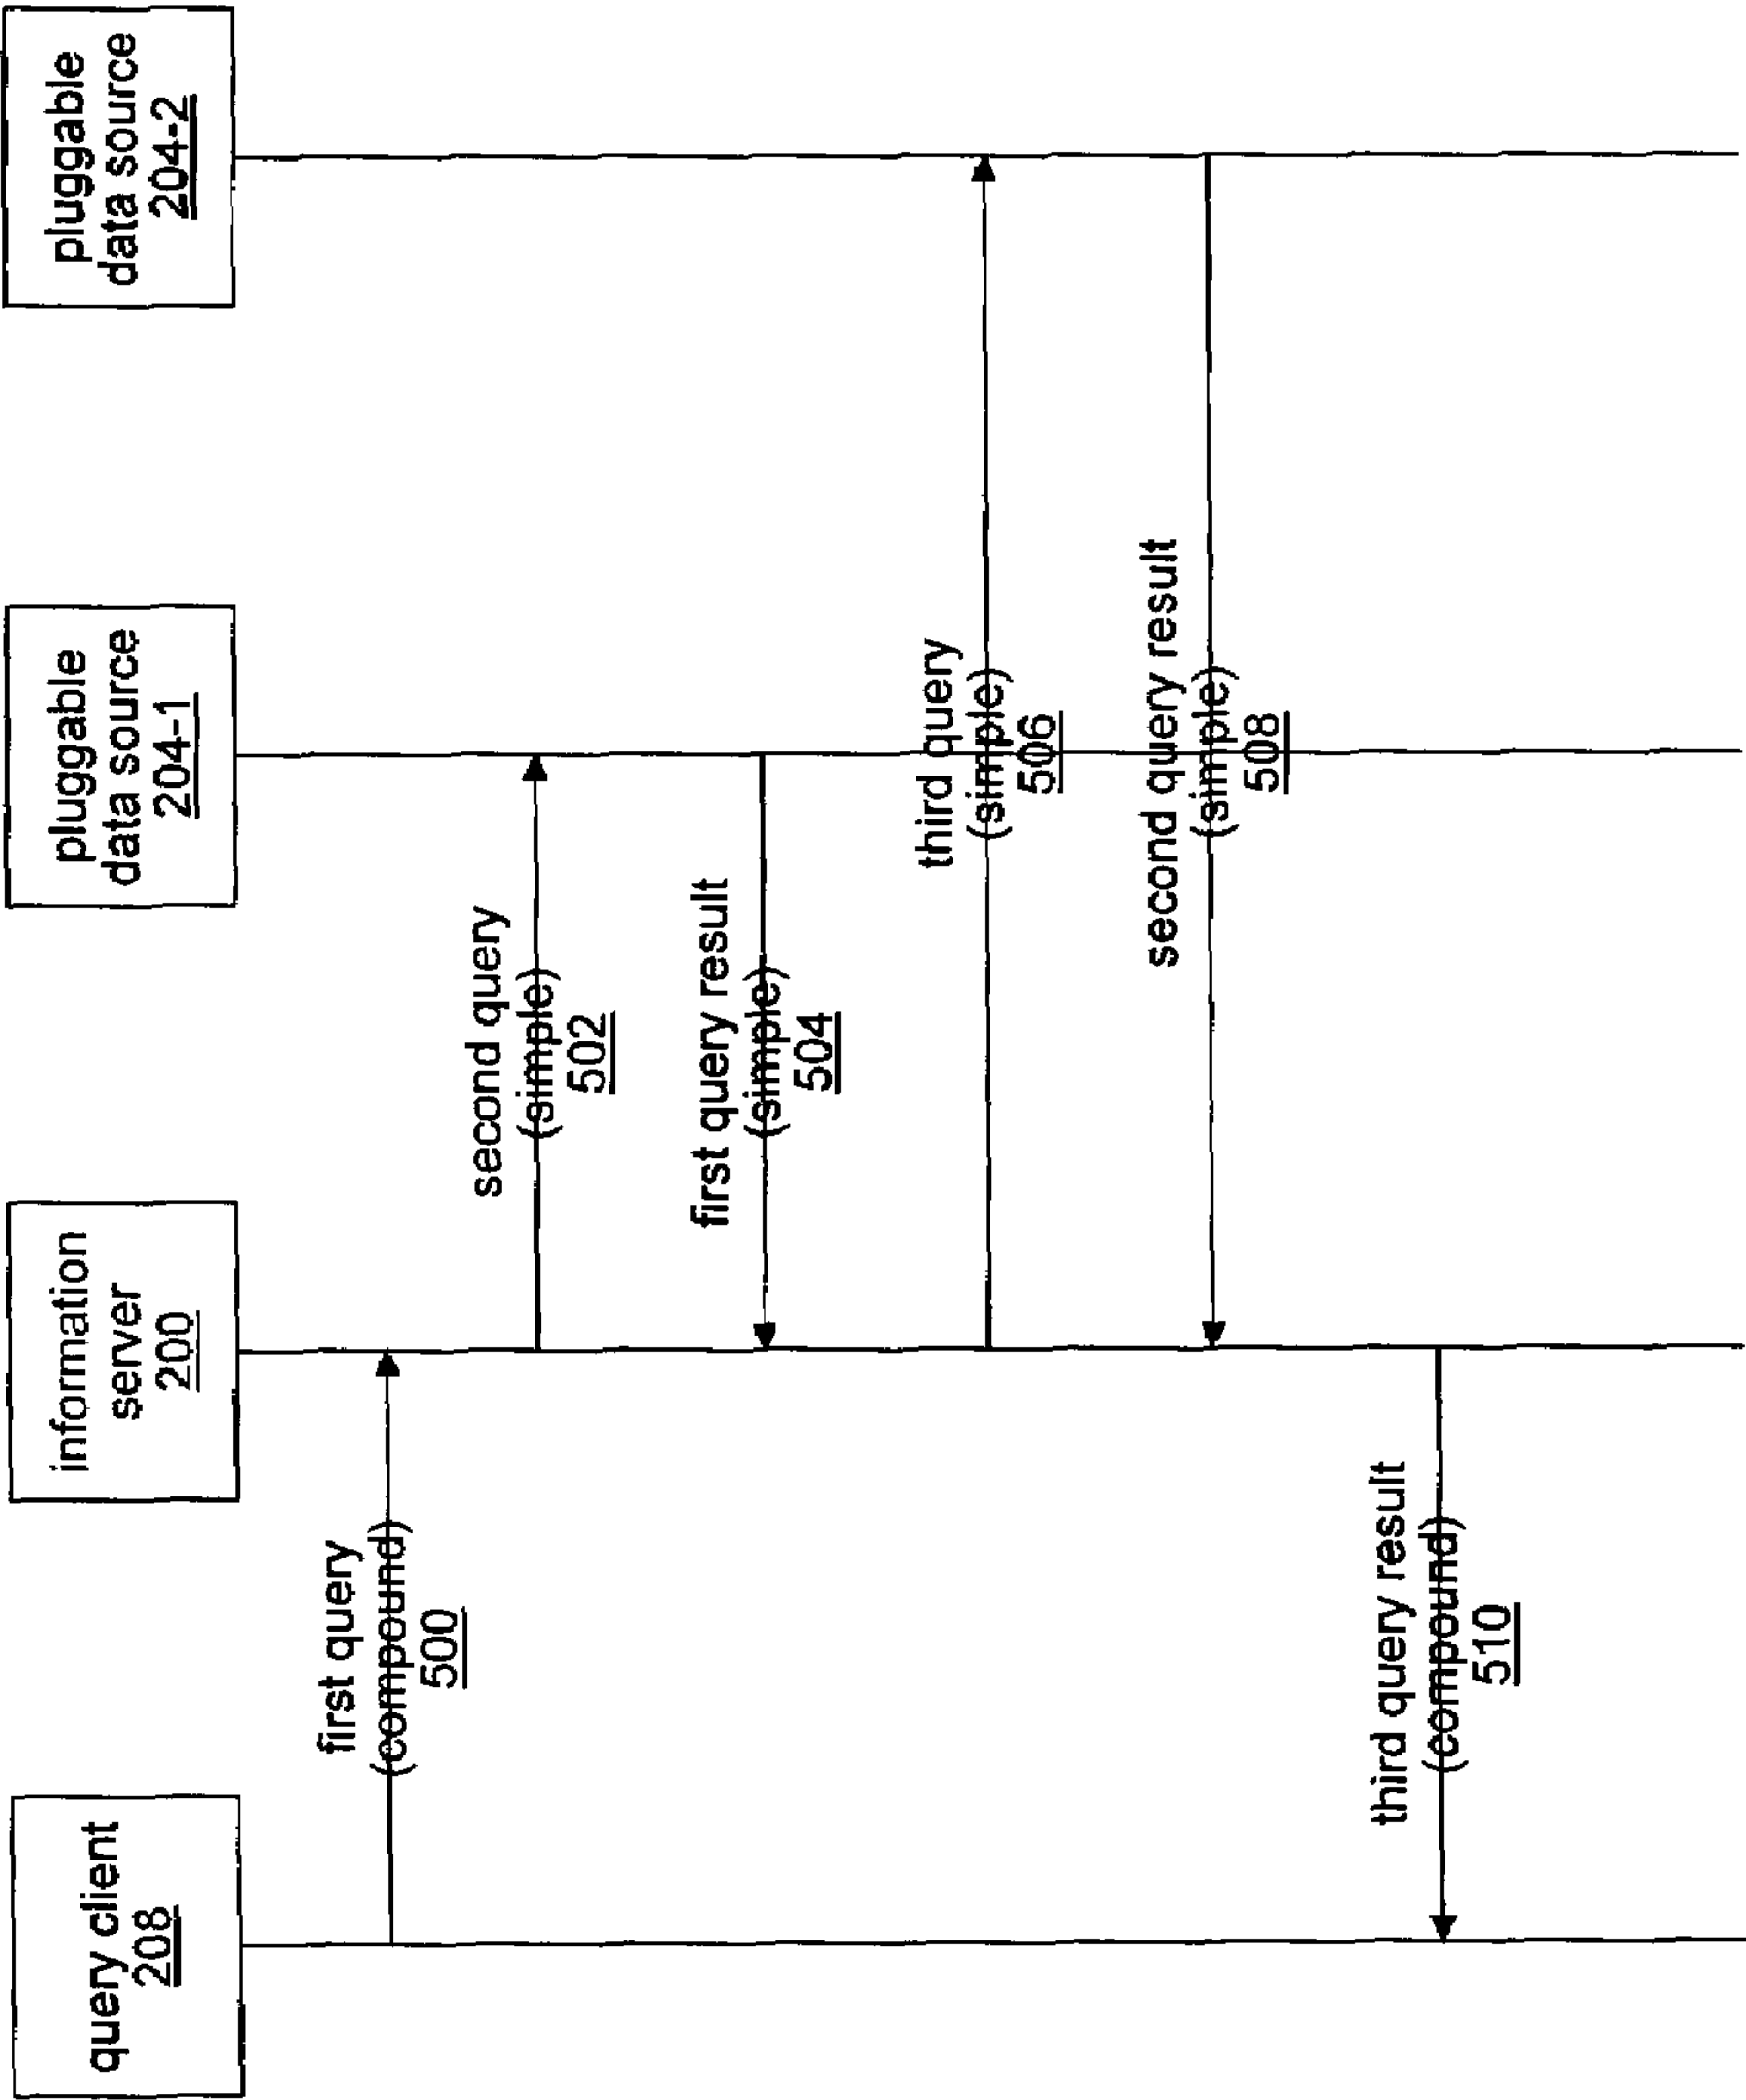 query client
208
information
server
200
pluggable
data source
204-1
pluggable
data source
204-2
first query
(compound)
500
second query
(simple)
502
first query result
(simple)
504
third query
(simple)
506
second query result
(simple)
508
third query result
(compound)
510